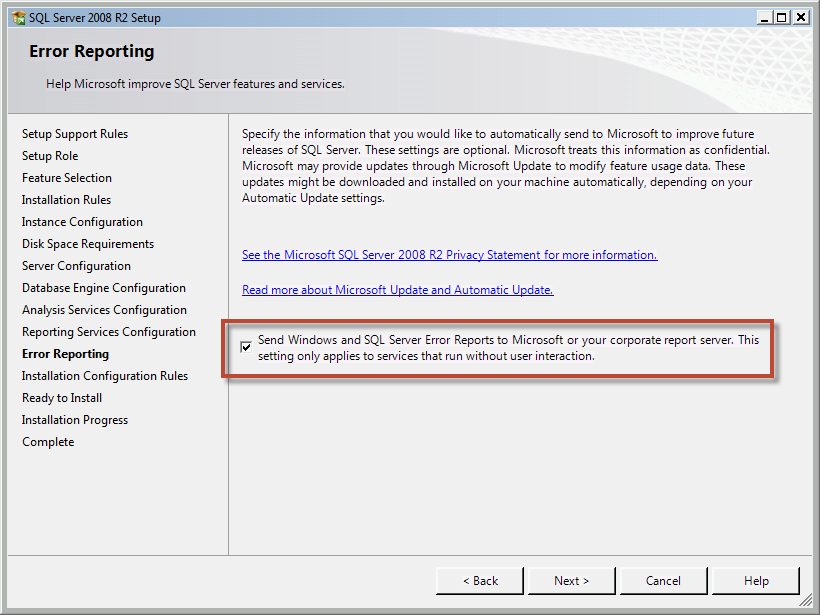 SQL Server 2008 R2 Setup
Error Reporting
Help Microsoft improve SQL Server features and services.
Setup Support Rules
Setup Role
Feature Selection
Installation Rules
Instance Configuration
Disk Space Requirements
Server Configuration
Database Engine Configuration
Analysis Services Configuration
Reporting Services Configuration
Error Reporting
Installation Configuration Rules
Ready to Install
Installation Progress
Complete
Specify the information that you would like to automatically send to Microsoft to improve future
releases of SQL Server. These settings are optional. Microsoft treats this information as confidential.
Microsoft may provide updates through Microsoft Update to modify feature usage data. These
updates might be downloaded and installed on your machine automatically, depending on your
Automatic Update settings.
See the Microsoft SQL Server 2008 R2 Privacy Statement for more information.
Read more about Microsoft Update and Automatic Update.
Send Windows and SQL Server Error Reports to Microsoft or your corporate report server. This
setting only applies to services that run without user interaction.
< Back
Next >
Cancel
Help